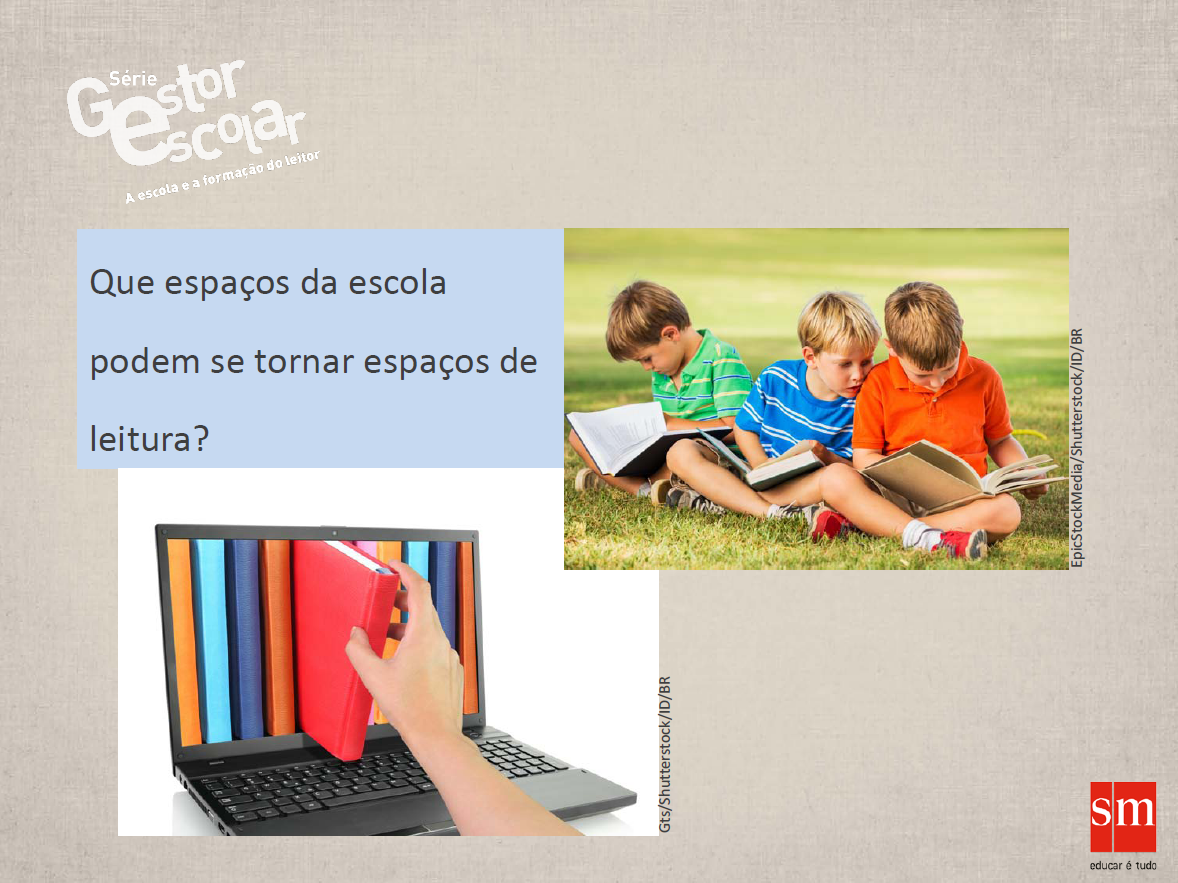 Série
Gestor
escolar
A escola e a formação do leitor
Que espaços da escola
podem se tornar espaços de
leitura?
EpicStockMedia/Shutterstock/ID/BR
Gts/Shutterstock/ID/BR
sm
educar é tudo